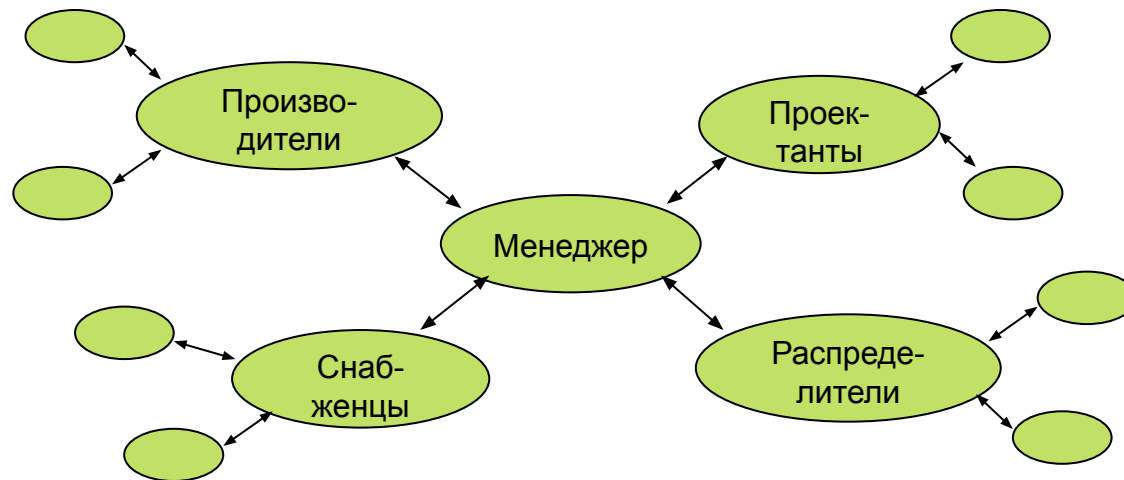 Произво-
дители
Проек-
танты
Менеджер
Снаб-
женцы
Распреде-
лители